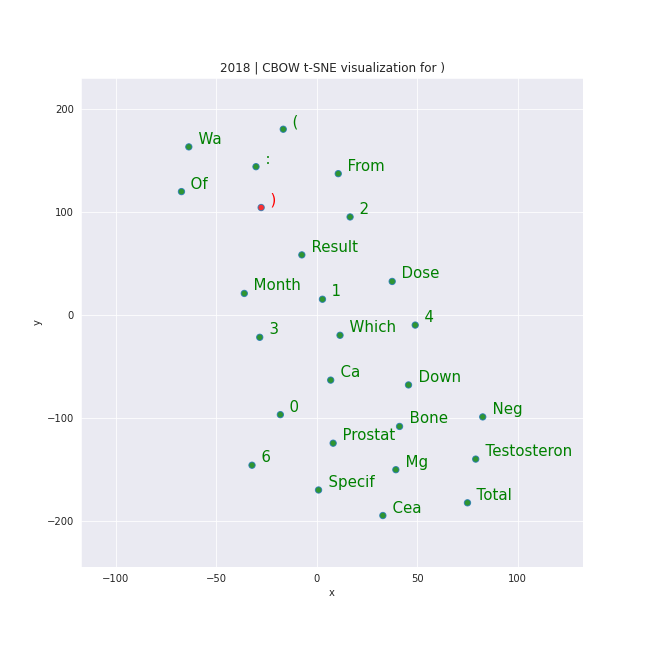 2018 | CBOW t-SNE visualization for )
200
(
Wa
:
From
Of
)
2
100
Result
Dose
Month
1
0
4
3
Which
Ca
Down
0
Neg
−100
Bone
Prostat
Testosteron
6
Mg
Specif
Total
Cea
−200
−100
−50
0
50
100
x
y